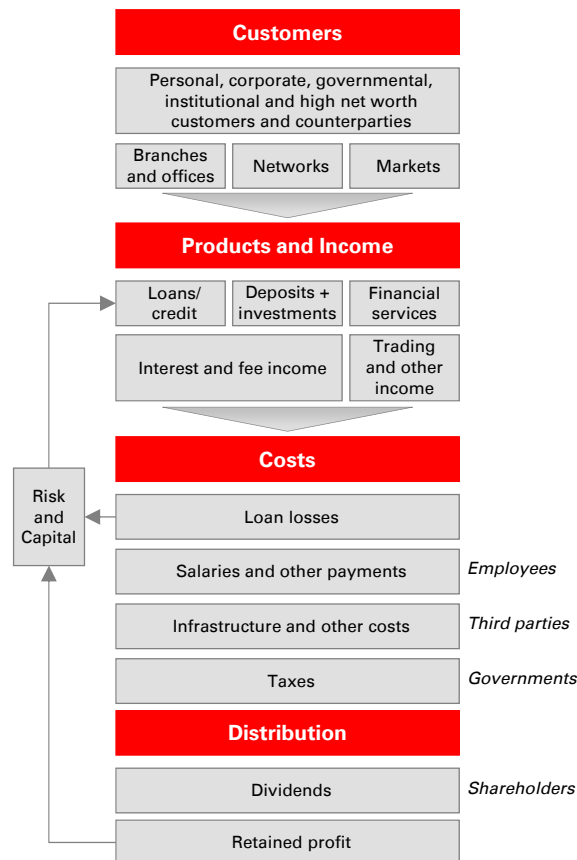 Customers
Personal, corporate, governmental,
institutional and high net worth
customers and counterparties
Branches
and offices
Networks
Markets
Products and Income
Loans/
credit
Deposits +
investments
Financial
services
Interest and fee income
Trading
and other
income
Costs
Risk
and
Capital
Loan losses
Salaries and other payments
Employees
Infrastructure and other costs
Third parties
Taxes
Governments
Distribution
Dividends
Shareholders
Retained profit